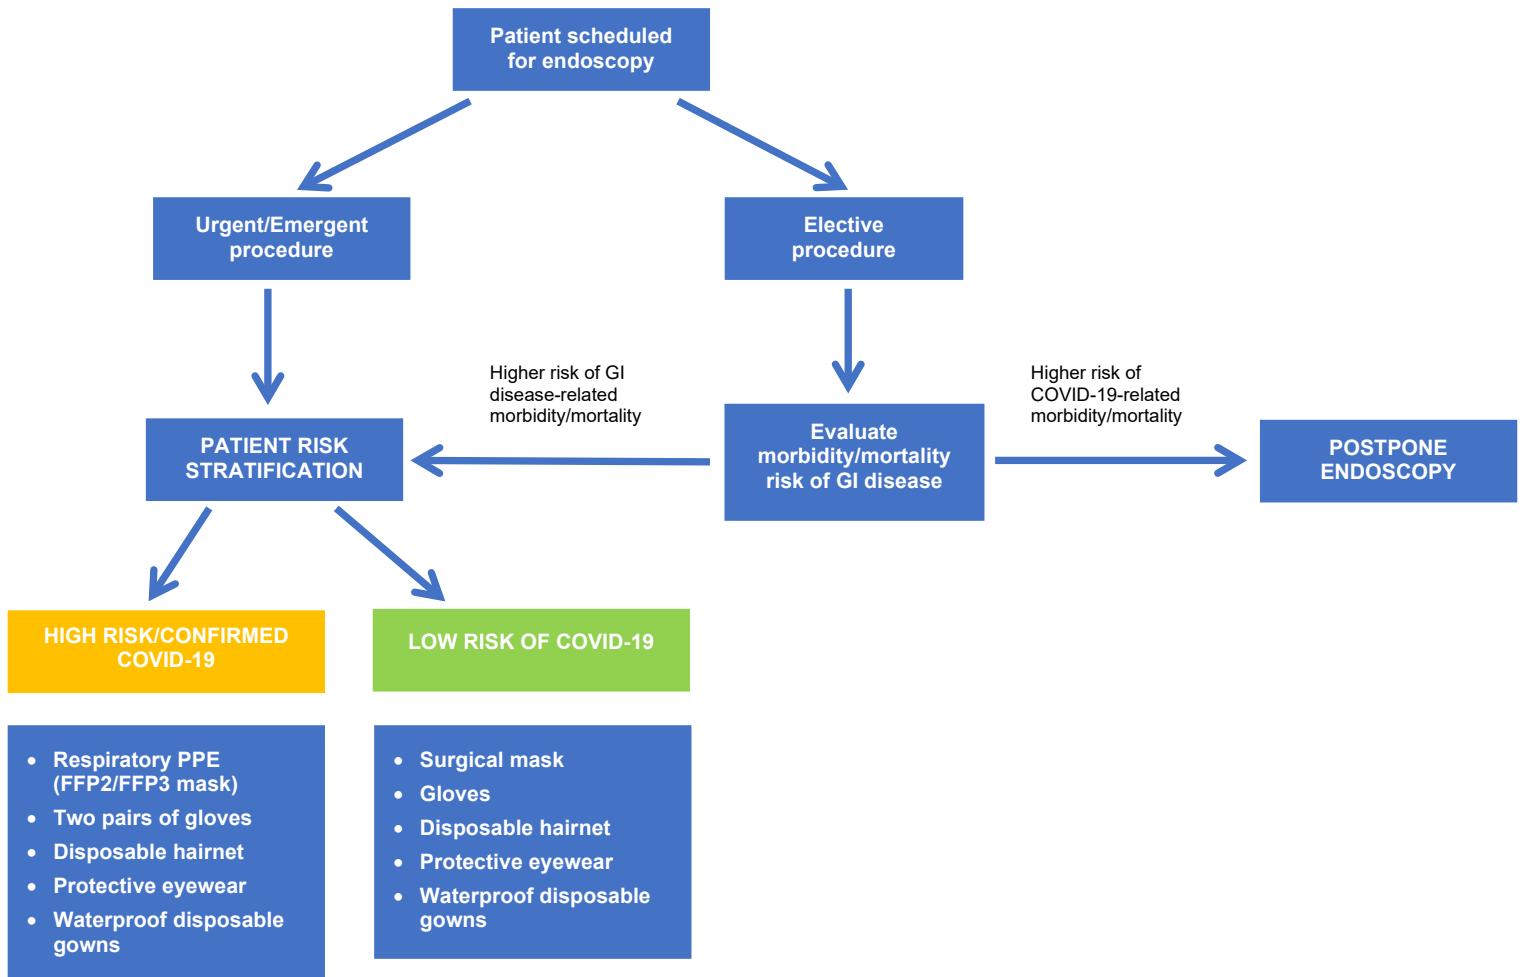 Patient scheduled
for endoscopy
Urgent/Emergent
procedure
Elective
procedure
Higher risk of GI
disease-related
morbidity/mortality
Higher risk of
COVID-19-related
morbidity/mortality
PATIENT RISK
STRATIFICATION
Evaluate
morbidity/mortality
risk of GI disease
POSTPONE
ENDOSCOPY
HIGH RISK/CONFIRMED
COVID-19
LOW RISK OF COVID-19
• Respiratory PPE
(FFP2/FFP3 mask)
• Two pairs of gloves
• Disposable hairnet
• Protective eyewear
• Waterproof disposable
gowns
• Surgical mask
• Gloves
• Disposable hairnet
• Protective eyewear
• Waterproof disposable
gowns